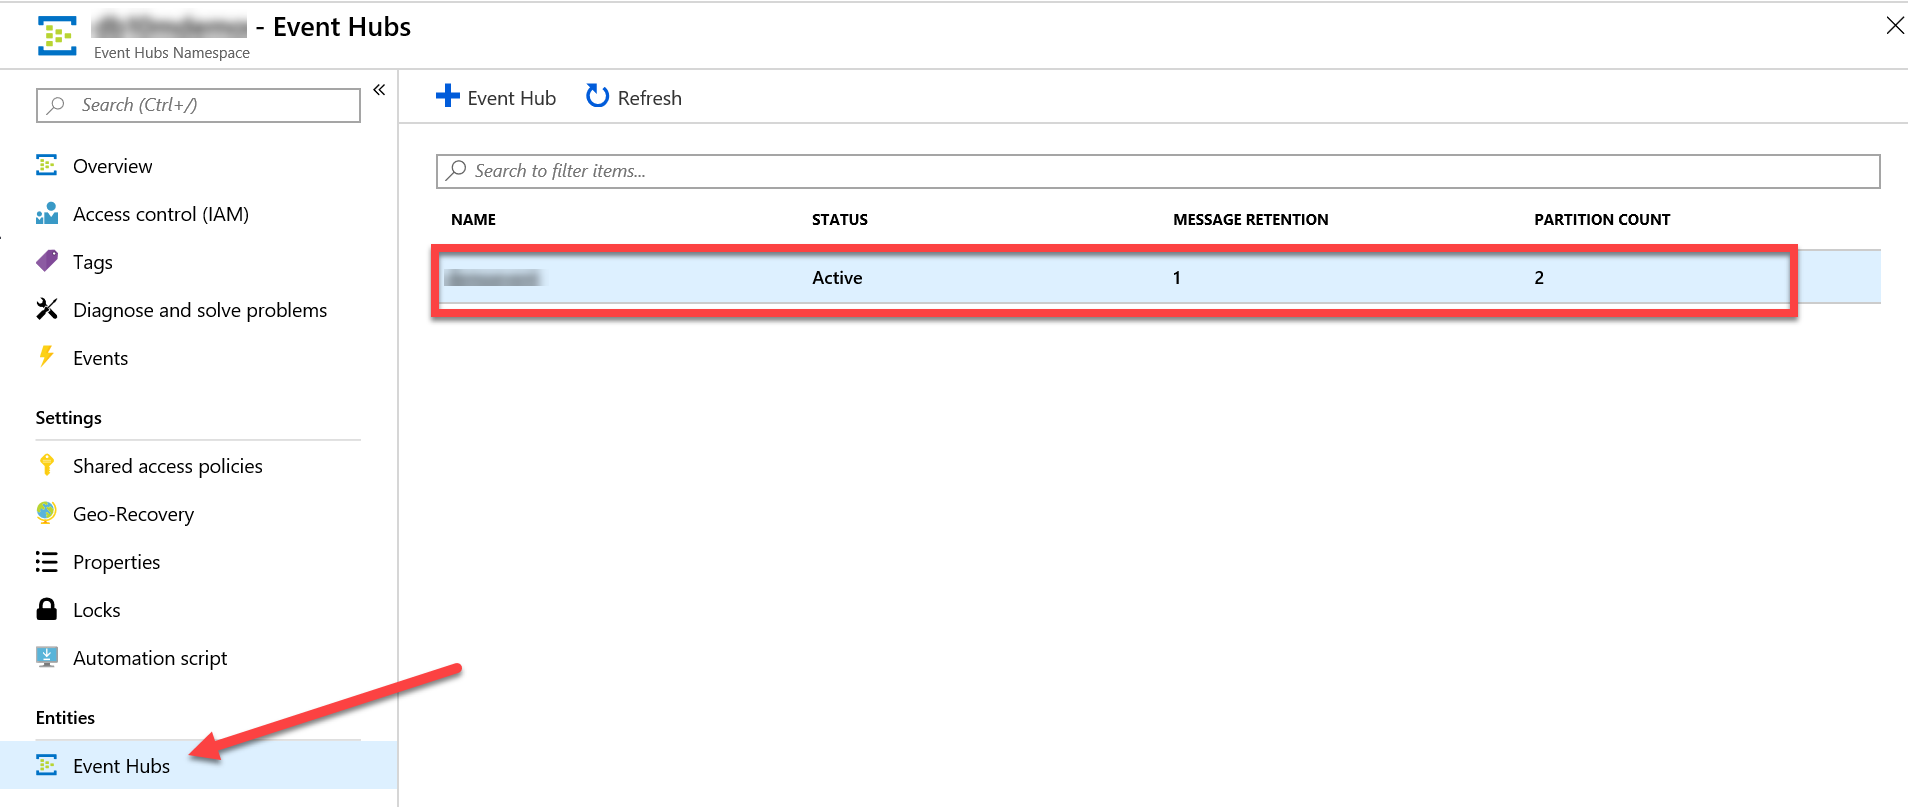 - Event Hubs
Event Hubs Namespace
Search (Ctrl+/)
Overview
Access control (IAM)
Tags
Diagnose and solve problems
Events
Settings
Shared access policies
Geo-Recovery
Properties
Locks
Automation script
Entities
Event Hubs
Event Hub Refresh
Search to filter items...
NAME STATUS MESSAGE RETENTION PARTITION COUNT
Active 1 2